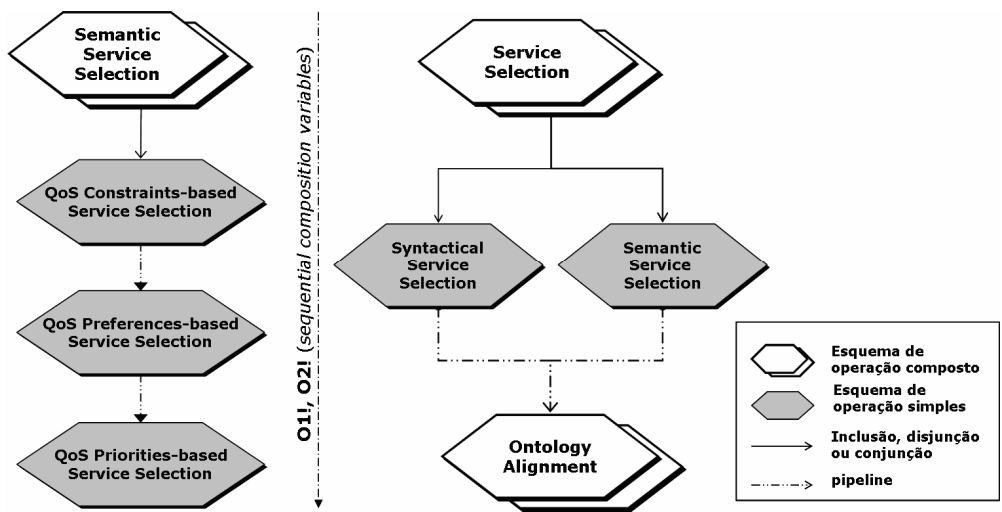 Semantic
Service
Selection
QoS Constraints-based
Service Selection
QoS Preferences-based
Service Selection
QoS Priorities-based
Service Selection
O1!, O2! (sequential composition variables)
Service
Selection
Syntactical
Service
Selection
Semantic
Service
Selection
Ontology
Alignment
Esquema de
operação composto
Esquema de
operação simples
Inclusão, disjunção
ou conjunção
pipeline